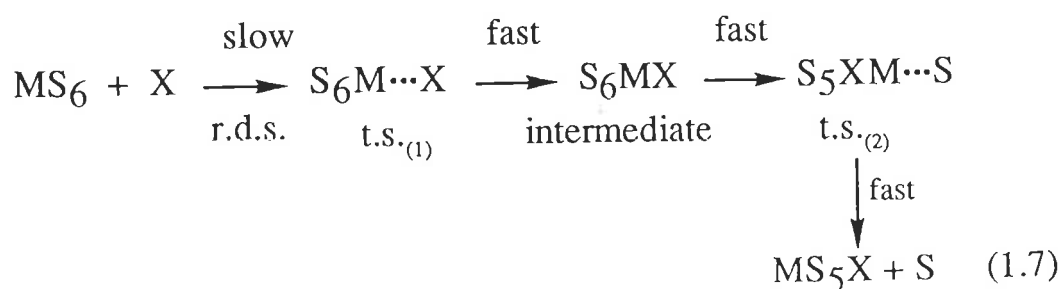 slow fast fast
MS₆ + X ⟶ S₆M···X ⟶ S₆MX ⟶ S₅XM···S
r.d.s. t.s.₍₁₎ intermediate t.s.₍₂₎
fast
MS₅X + S (1.7)